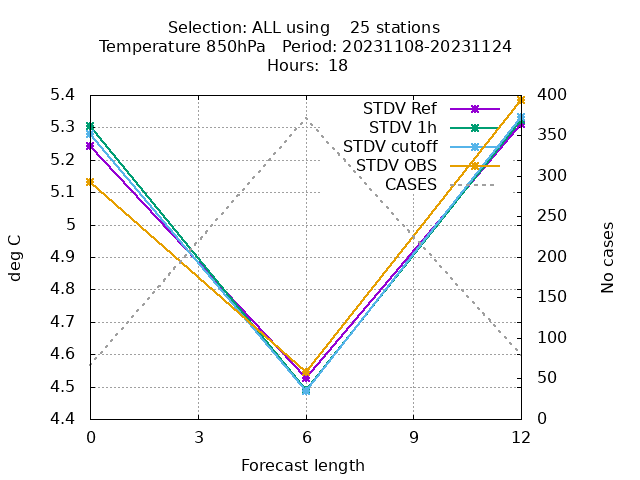 Selection: ALL using    25 stations
Temperature 850hPa   Period: 20231108-20231124
Hours:  18
5.4
5.3
5.2
5.1
5
4.9
4.8
4.7
4.6
4.5
4.4
deg C
STDV Ref
STDV 1h
STDV cutoff
STDV OBS
CASES
400
350
300
250
200
150
100
50
0
No cases
0 3 6 9 12
Forecast length